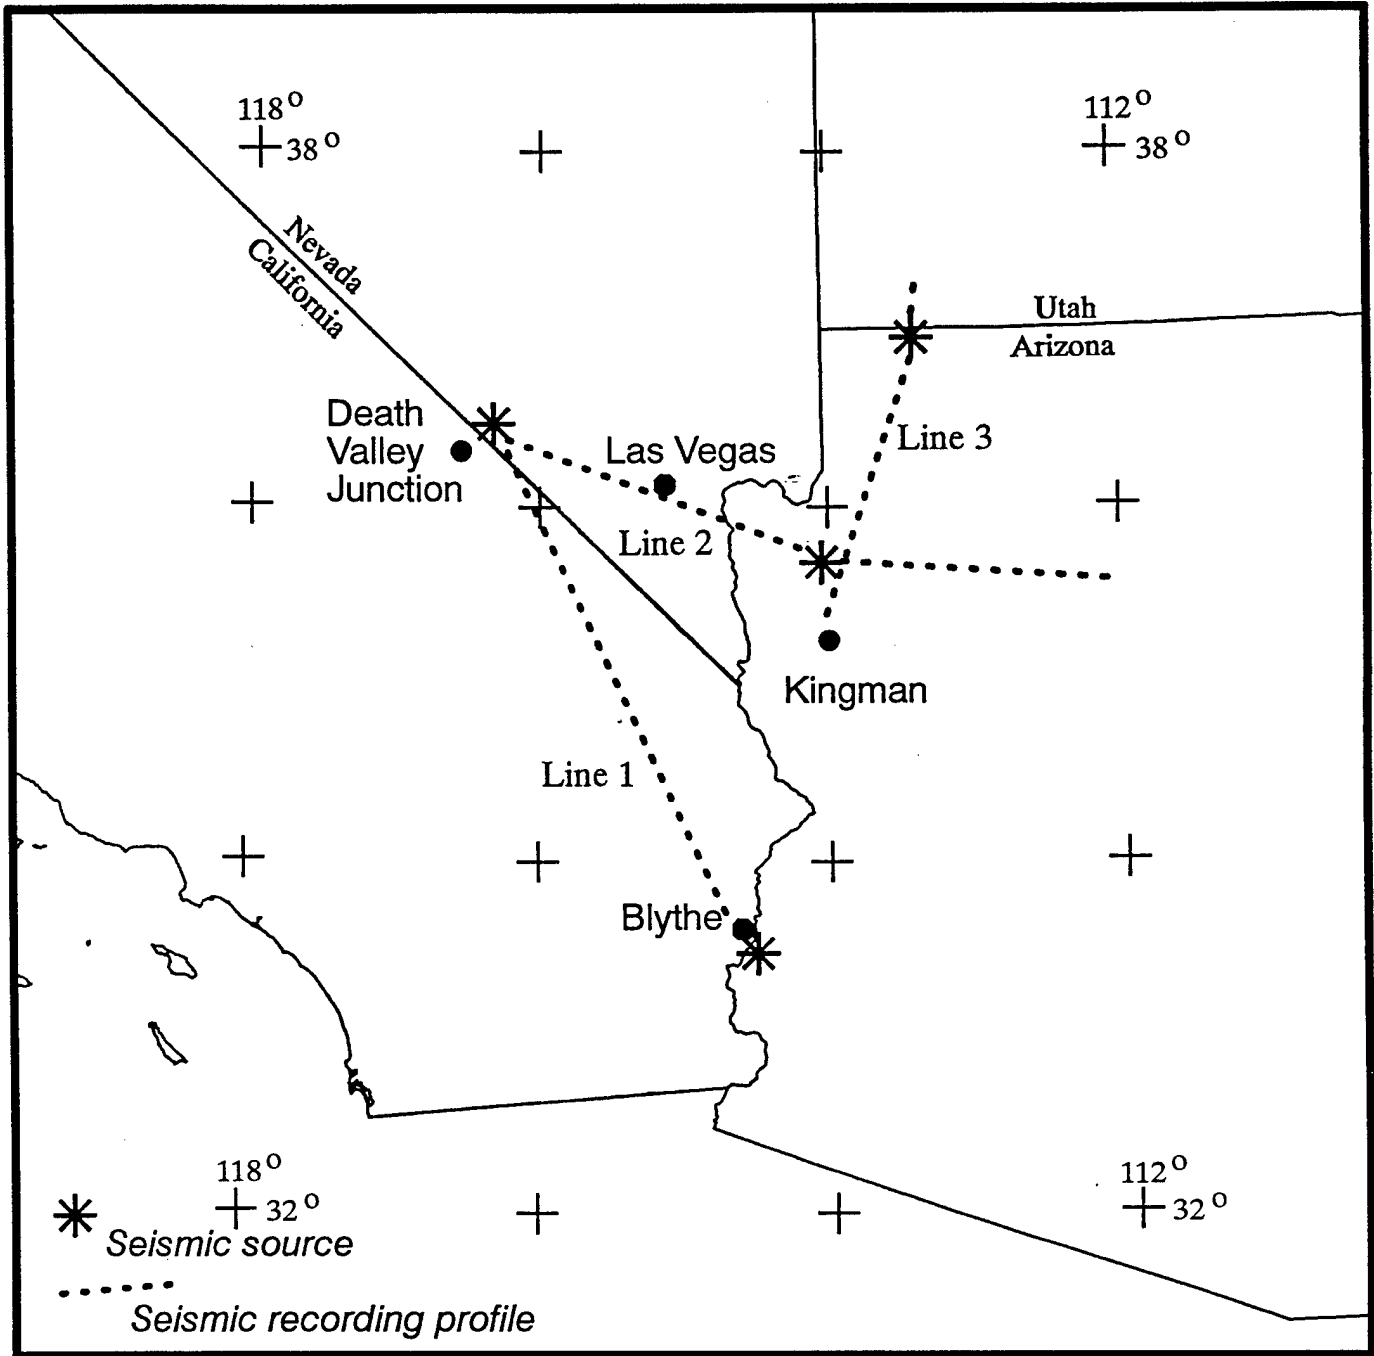 118°
38°
112°
38°
Nevada
California
Utah
Arizona
Death
Valley
Junction
Las Vegas
Line 3
Line 2
Kingman
Line 1
Blythe
118°
32°
112°
32°
Seismic source
Seismic recording profile